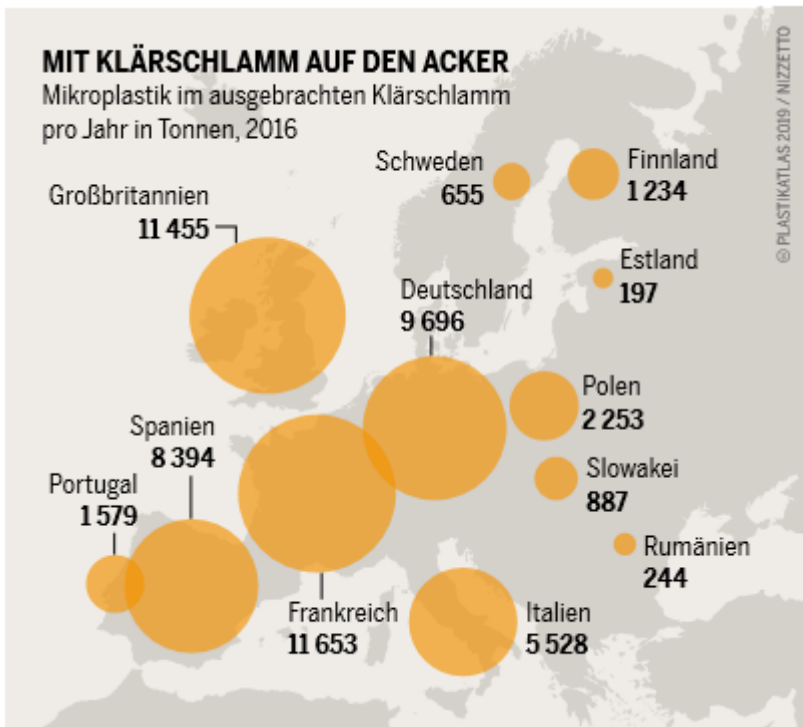 MIT KLÄRSCHLAMM AUF DEN ACKER
Mikroplastik im ausgebrachten Klärschlamm
pro Jahr in Tonnen, 2016
Schweden
655
Finnland
1 234
Großbritannien
11 455
Estland
197
Deutschland
9 696
Polen
2 253
Spanien
8 394
Slowakei
887
Portugal
1 579
Rumänien
244
Frankreich
11 653
Italien
5 528
© PLASTIKATLAS 2019 / NIZZETTO